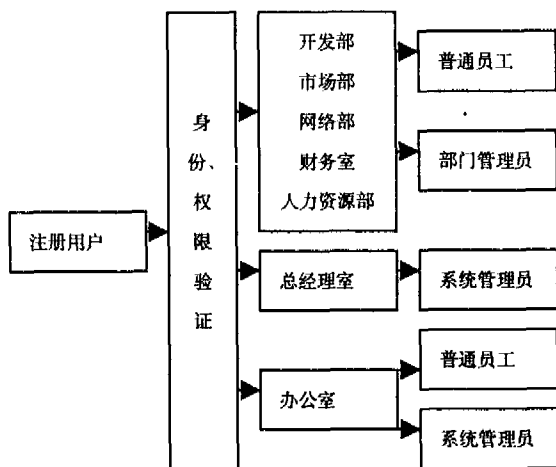 注册用户
身
份、
权
限
验
证
开发部
市场部
网络部
财务室
人力资源部
总经理室
办公室
普通员工
部门管理员
系统管理员
普通员工
系统管理员